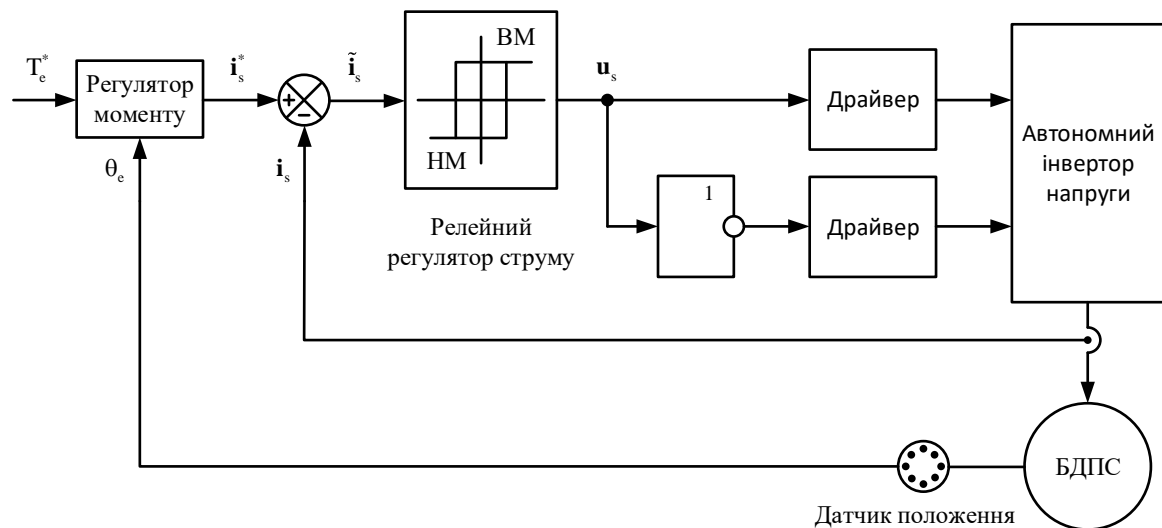 T*e
Регулятор
моменту
θe
i*s
+
−
ĩs
is
ВМ
НМ
Релейний
регулятор струму
us
1
Драйвер
Драйвер
Автономний
інвертор
напруги
БДПС
Датчик положення